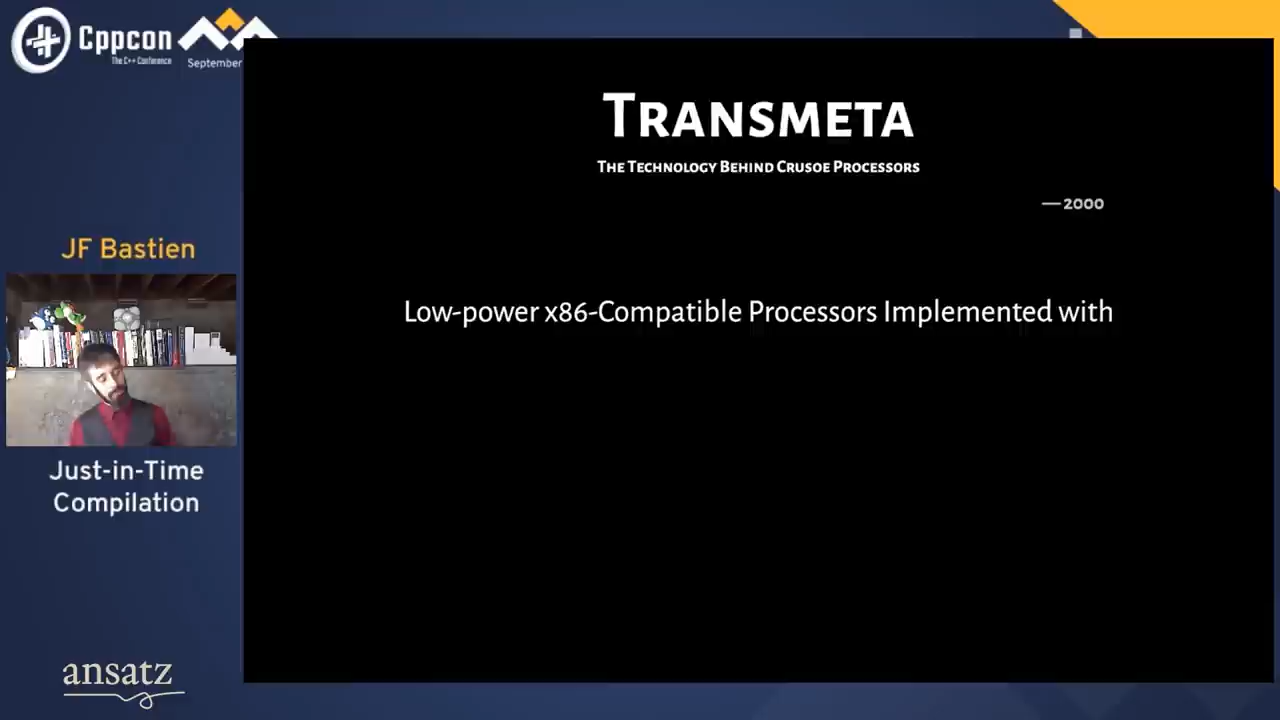 Cppcon
The C++ Conference
September
TRANSMETA
THE TECHNOLOGY BEHIND CRUSOE PROCESSORS
—2000
JF Bastien
Low-power x86-Compatible Processors Implemented with
Just-in-Time
Compilation
ansatz